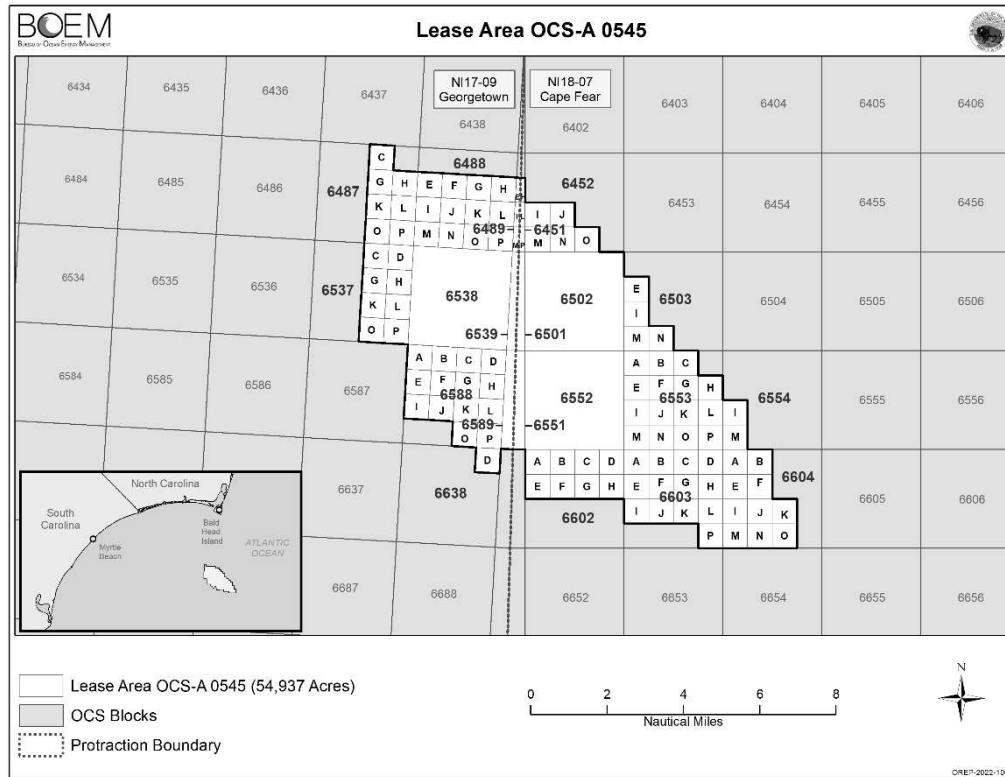 BOEM
BUREAU OF OCEAN ENERGY MANAGEMENT
Lease Area OCS-A 0545
NI17-09 Georgetown
NI18-07 Cape Fear
6434 6435 6436 6437 6438 6402 6403 6404 6405 6406
6488 6452
C
6484 6485 6486 6487 6453 6454 6455 6456
G H E F G H
K L I J K L I J
6489 6451
O P M N O P M N O
C D
G H E
6534 6535 6536 6537 6538 6502 6503 6504 6505 6506
K L I
O P 6539 6501 M N
A B C D A B C
E F G H E F G H
6584 6585 6586 6587 6588 6552 6553 6554 6555 6556
I J K L I J K L I
6589 6551
O P M N O P M
D A B C D A B C D A B
E F G H E F G H E F
6637 6638 6602 6603 6604 6605 6606
I J K L I J K
P M N O
6687 6688 6652 6653 6654 6655 6656
North Carolina
South Carolina
Bald Head Island
Myrtle Beach
ATLANTIC OCEAN
Lease Area OCS-A 0545 (54,937 Acres)
OCS Blocks
Protraction Boundary
0 2 4 6 8
Nautical Miles
N